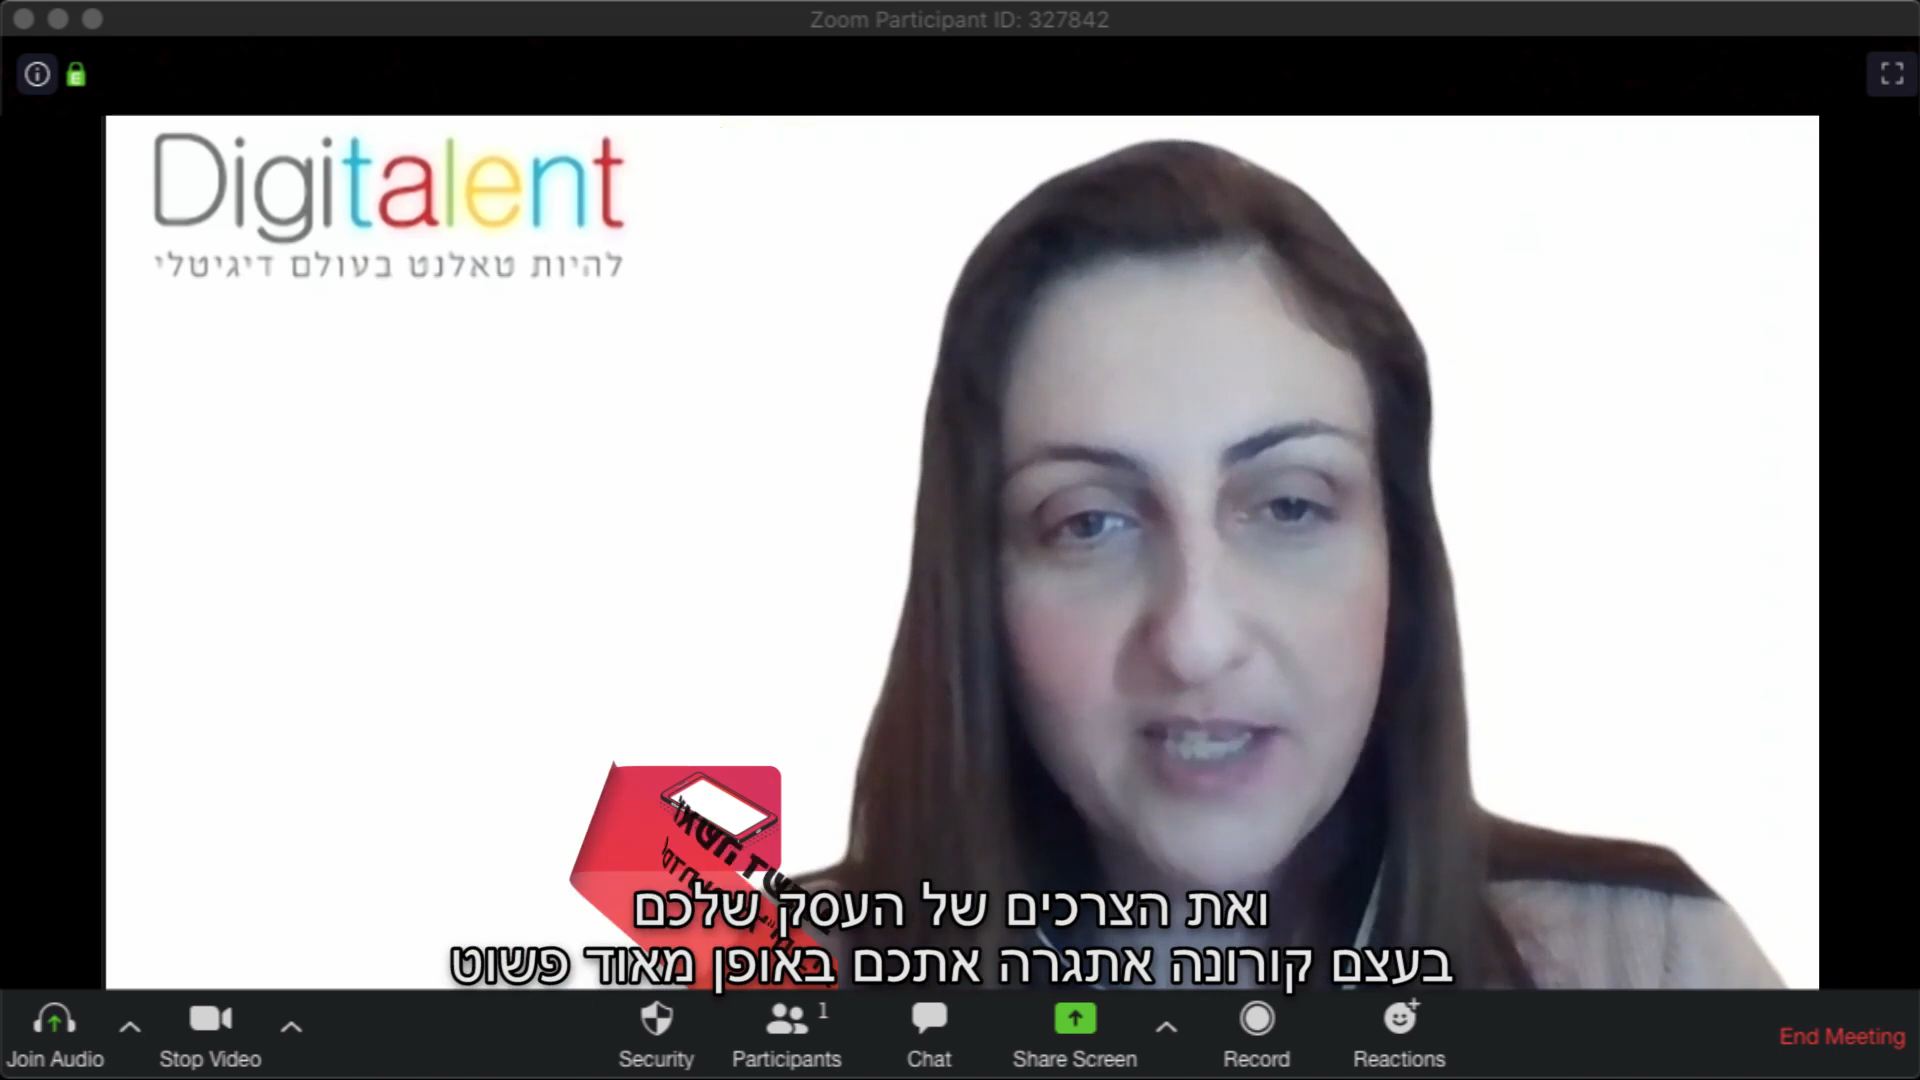 Zoom Participant ID: 327842
Digitalent
להיות טאלנט בעולם דיגיטלי
ואת הצרכים של העסק שלכם
בעצם קורונה אתגרה אתכם באופן מאוד פשוט
Join Audio
Stop Video
Security
Participants 1
Chat
Share Screen
Record
Reactions
End Meeting